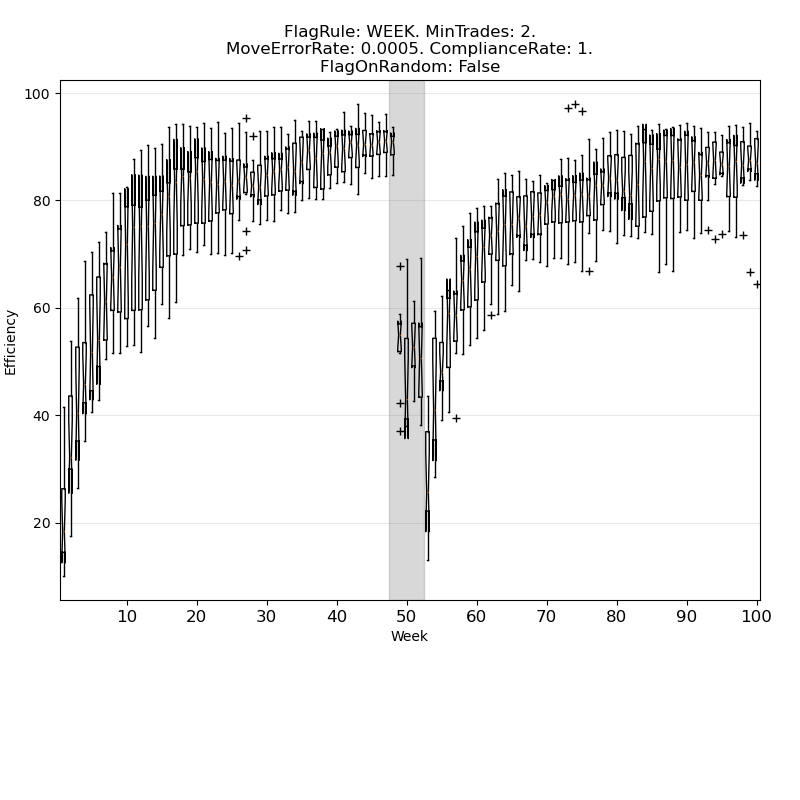 FlagRule: WEEK. MinTrades: 2.
MoveErrorRate: 0.0005. ComplianceRate: 1.
FlagOnRandom: False
100
80
60
40
20
Efficiency
10 20 30 40 50 60 70 80 90 100
Week